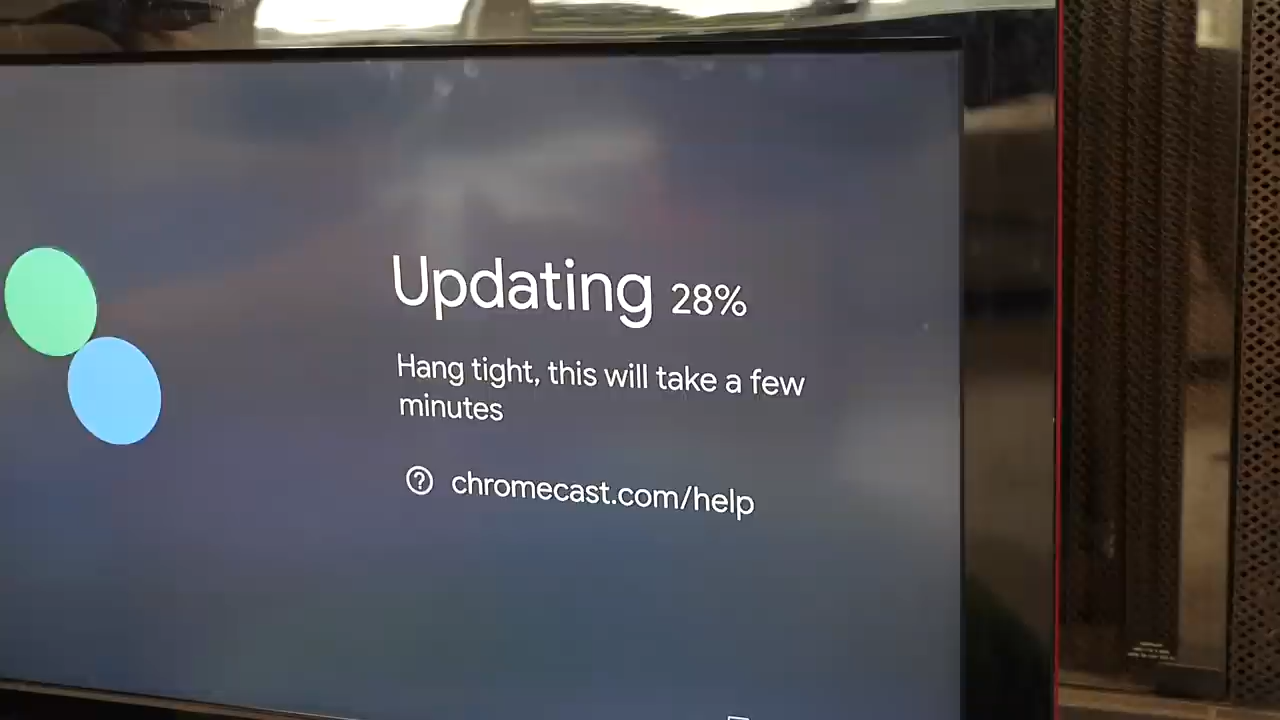 Updating 28%
Hang tight, this will take a few
minutes
chromecast.com/help